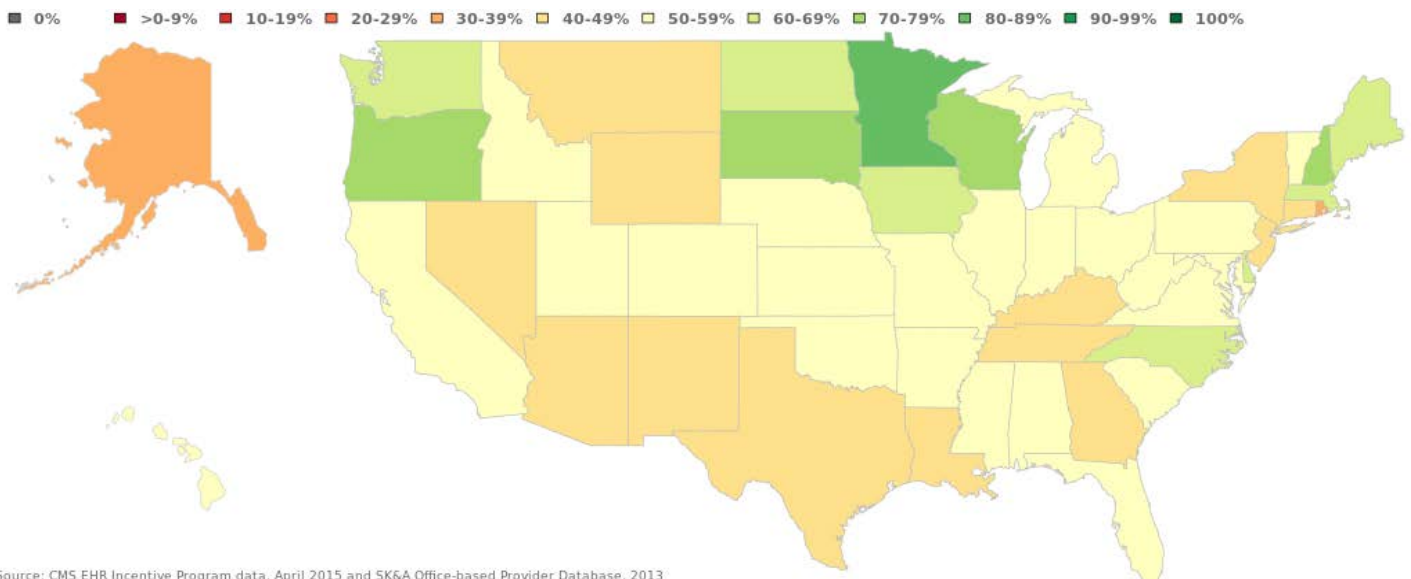 0% >0-9% 10-19% 20-29% 30-39% 40-49% 50-59% 60-69% 70-79% 80-89% 90-99% 100%
Source: CMS EHR Incentive Program data, April 2015 and SK&A Office-based Provider Database, 2013